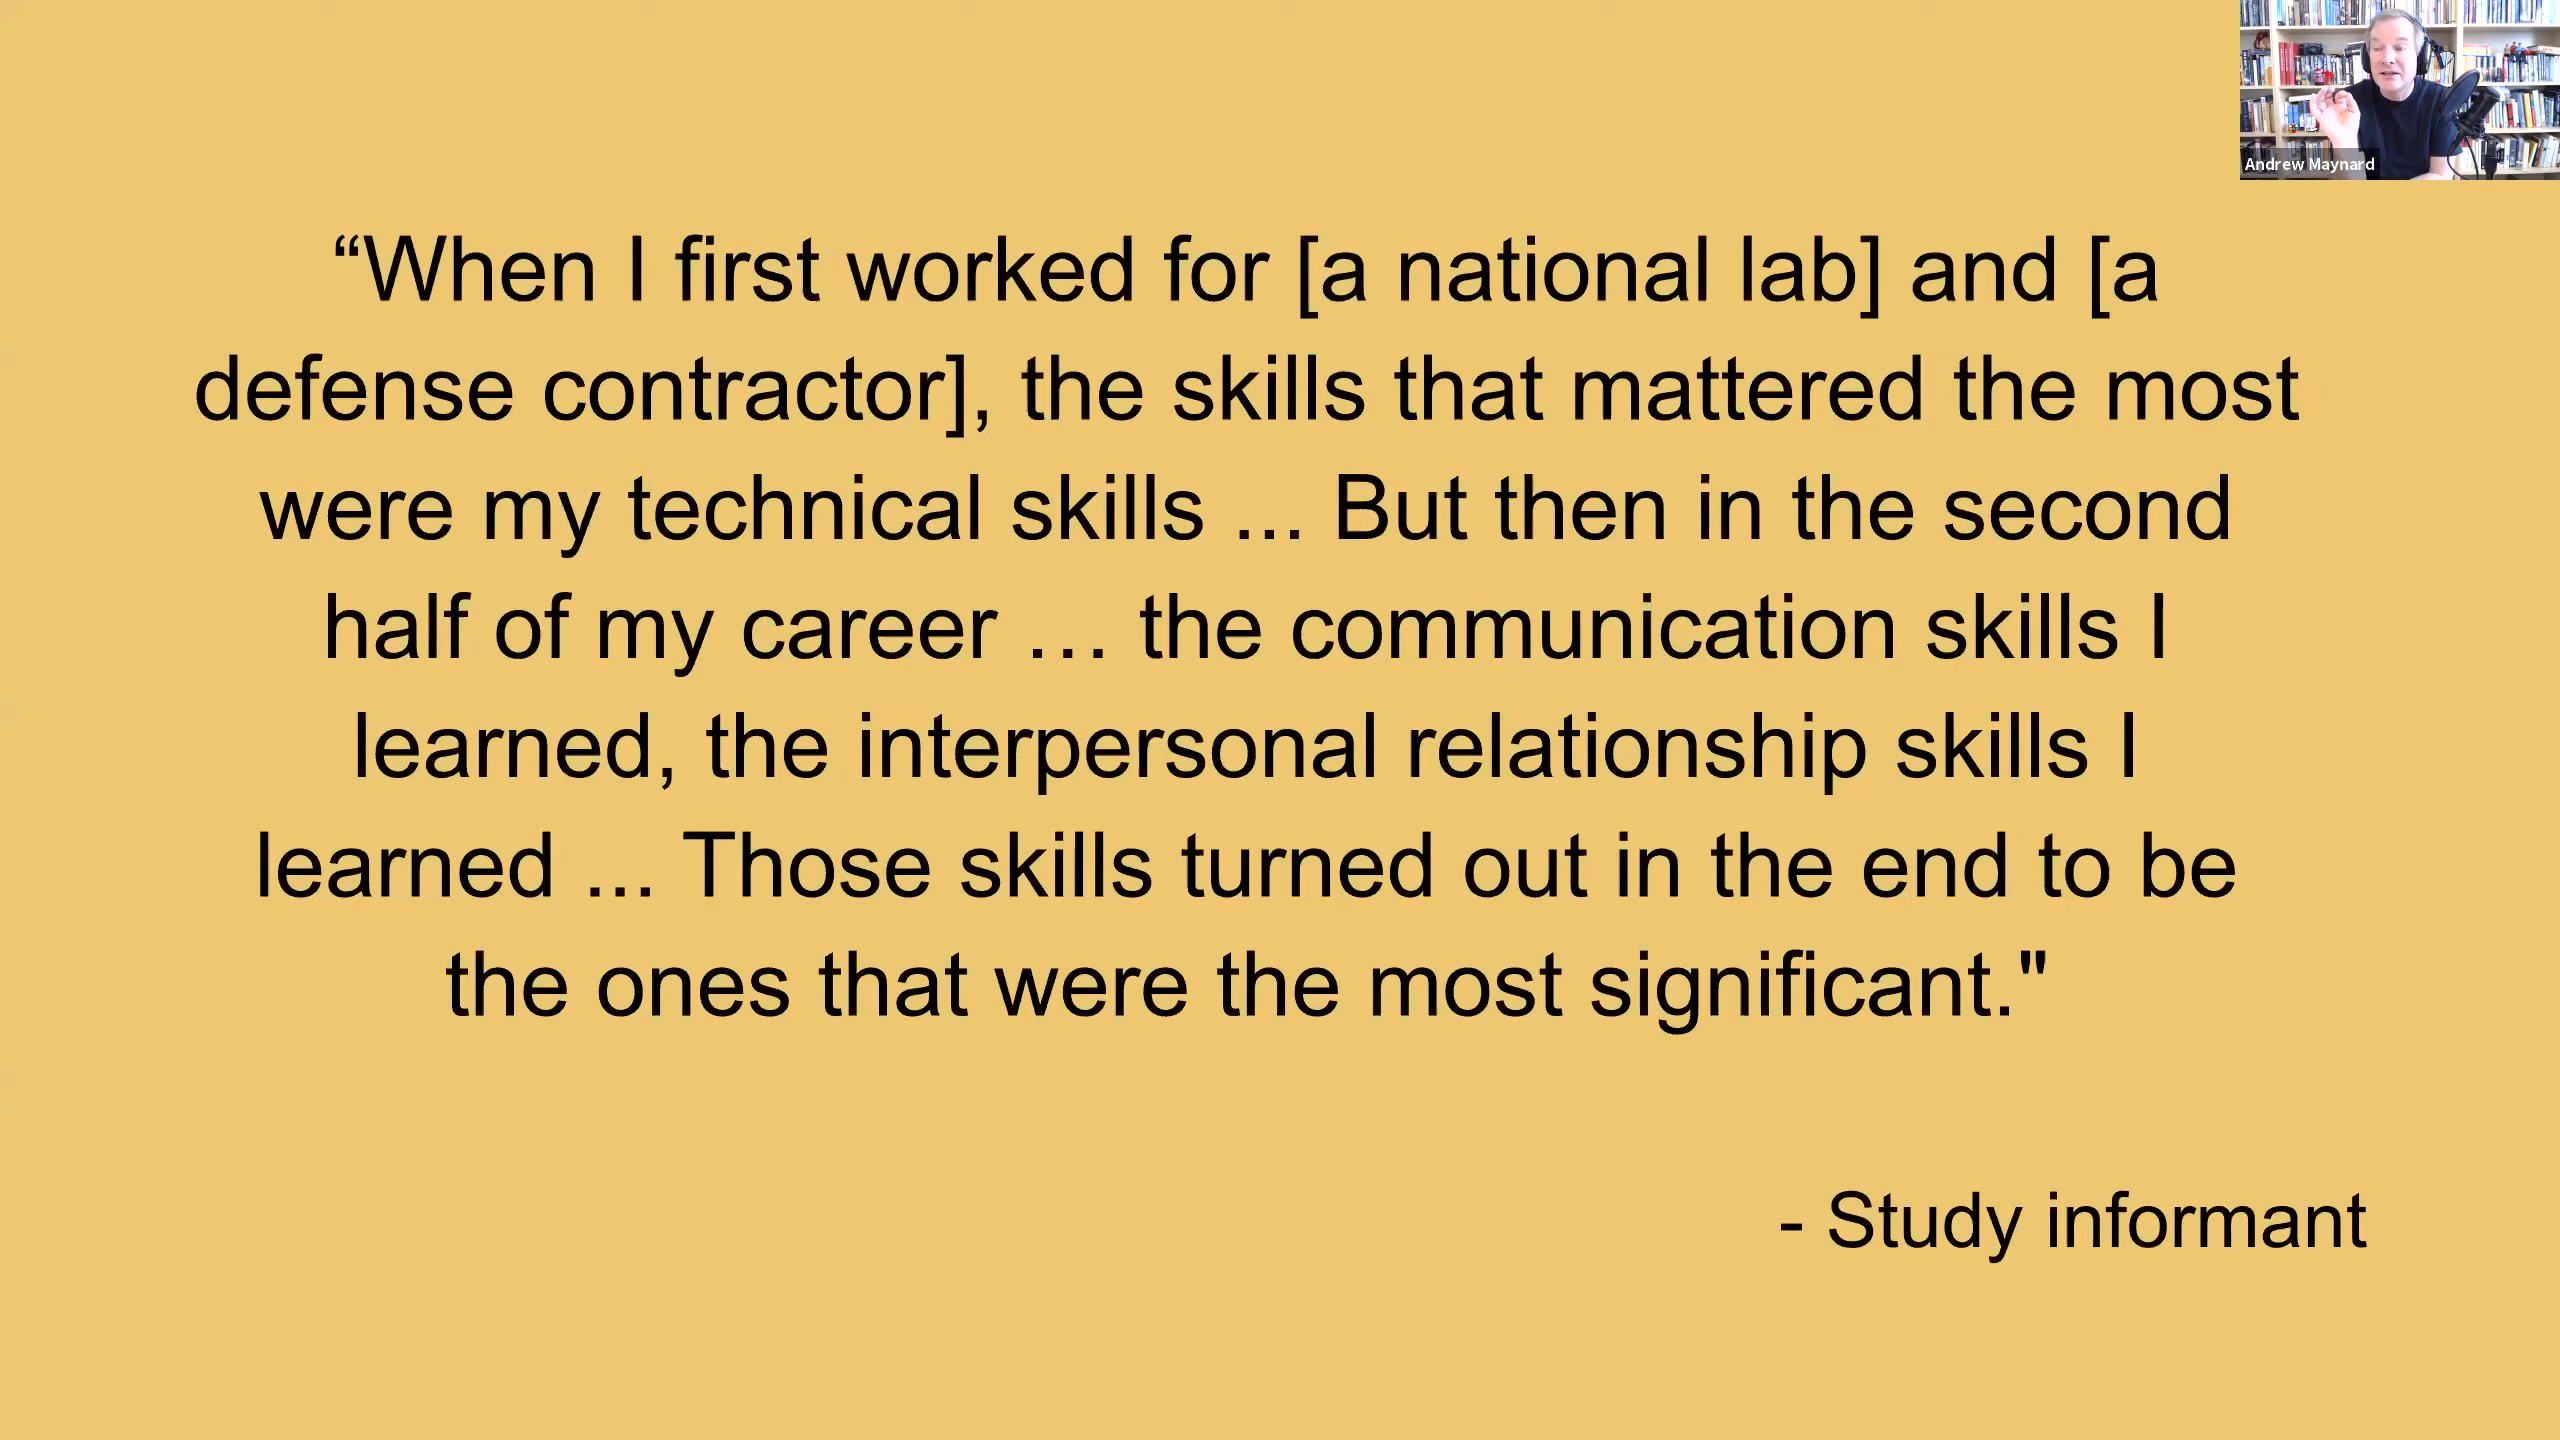 Andrew Maynard
“When I first worked for [a national lab] and [a
defense contractor], the skills that mattered the most
were my technical skills ... But then in the second
half of my career … the communication skills I
learned, the interpersonal relationship skills I
learned ... Those skills turned out in the end to be
the ones that were the most significant."
- Study informant